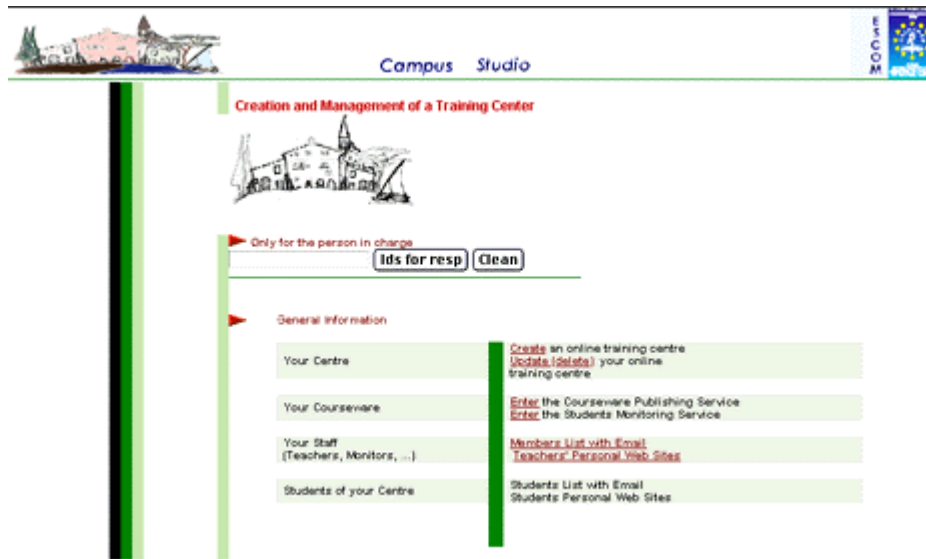 Campus Studio
ESCOM
Creation and Management of a Training Center
Only for the person in charge
Ids for resp Clean
General Information
Your Centre
Create an online training centre
Update (delete) your online
training centre
Your Courseware
Enter the Courseware Publishing Service
Enter the Students Monitoring Service
Your Staff
(Teachers, Monitors, ...)
Members List with Email
Teachers' Personal Web Sites
Students of your Centre
Students List with Email
Students Personal Web Sites